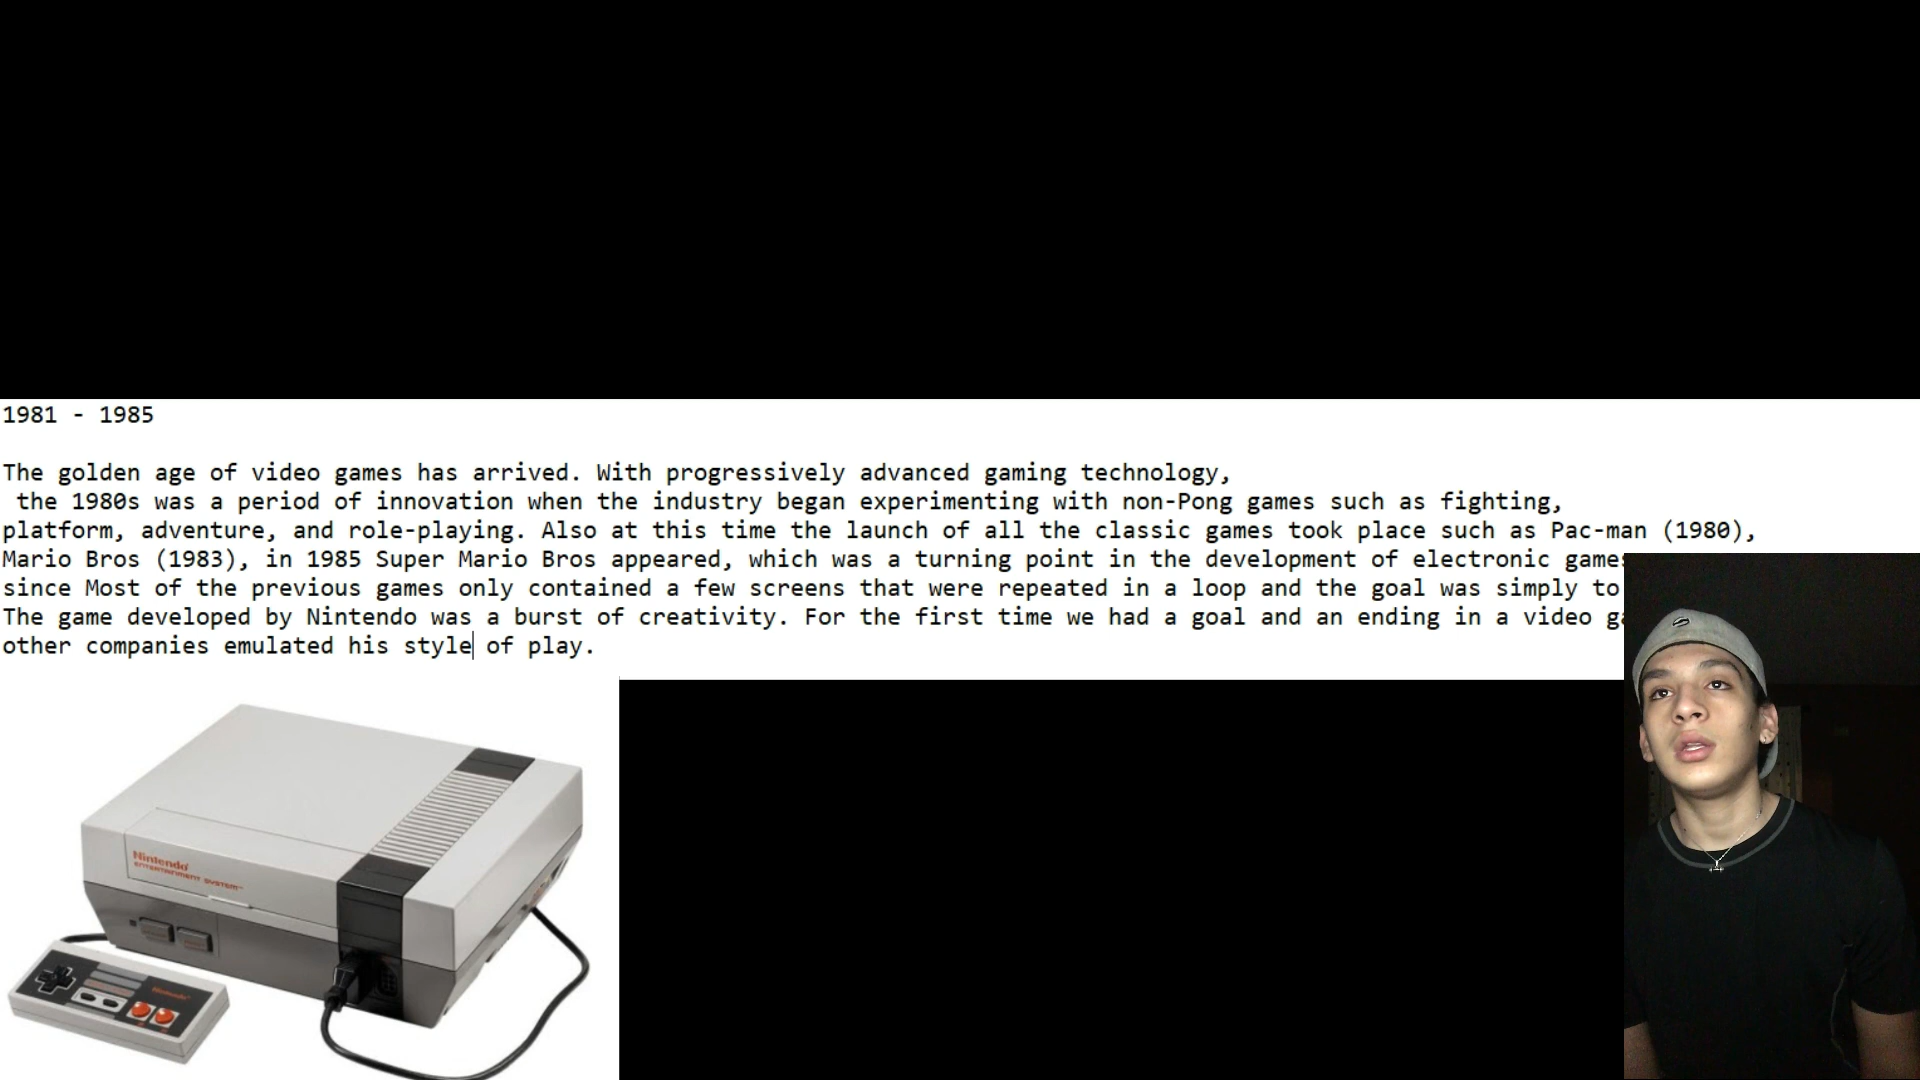 1981 - 1985
The golden age of video games has arrived. With progressively advanced gaming technology,
the 1980s was a period of innovation when the industry began experimenting with non-Pong games such as fighting,
platform, adventure, and role-playing. Also at this time the launch of all the classic games took place such as Pac-man (1980),
Mario Bros (1983), in 1985 Super Mario Bros appeared, which was a turning point in the development of electronic games
since Most of the previous games only contained a few screens that were repeated in a loop and the goal was simply to
The game developed by Nintendo was a burst of creativity. For the first time we had a goal and an ending in a video
other companies emulated his style of play.
Nintendo
ENTERTAINMENT SYSTEM
Nintendo